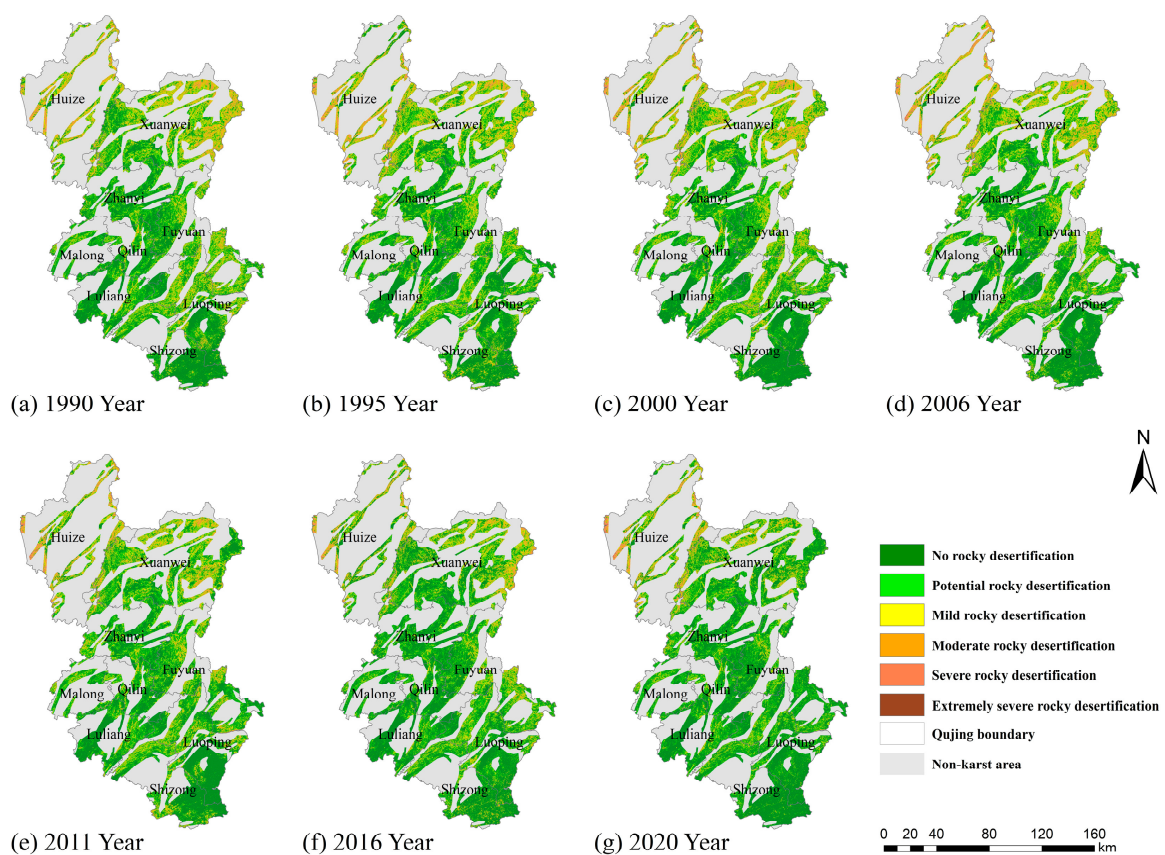 Huize
Xuanwei
Zhanyi
Fuyuan
Malong
Qilin
Luliang
Luoping
Shizong
(a) 1990 Year
Huize
Xuanwei
Zhanyi
Fuyuan
Malong
Qilin
Luliang
Luoping
Shizong
(b) 1995 Year
Huize
Xuanwei
Zhanyi
Fuyuan
Malong
Qilin
Luliang
Luoping
Shizong
(c) 2000 Year
Huize
Xuanwei
Zhanyi
Fuyuan
Malong
Qilin
Luliang
Luoping
Shizong
(d) 2006 Year
Huize
Xuanwei
Zhanyi
Fuyuan
Malong
Qilin
Luliang
Luoping
Shizong
(e) 2011 Year
Huize
Xuanwei
Zhanyi
Fuyuan
Malong
Qilin
Luliang
Luoping
Shizong
(f) 2016 Year
Huize
Xuanwei
Zhanyi
Fuyuan
Malong
Qilin
Luliang
Luoping
Shizong
(g) 2020 Year
N
No rocky desertification
Potential rocky desertification
Mild rocky desertification
Moderate rocky desertification
Severe rocky desertification
Extremely severe rocky desertification
Qujing boundary
Non-karst area
0 20 40 80 120 160
km